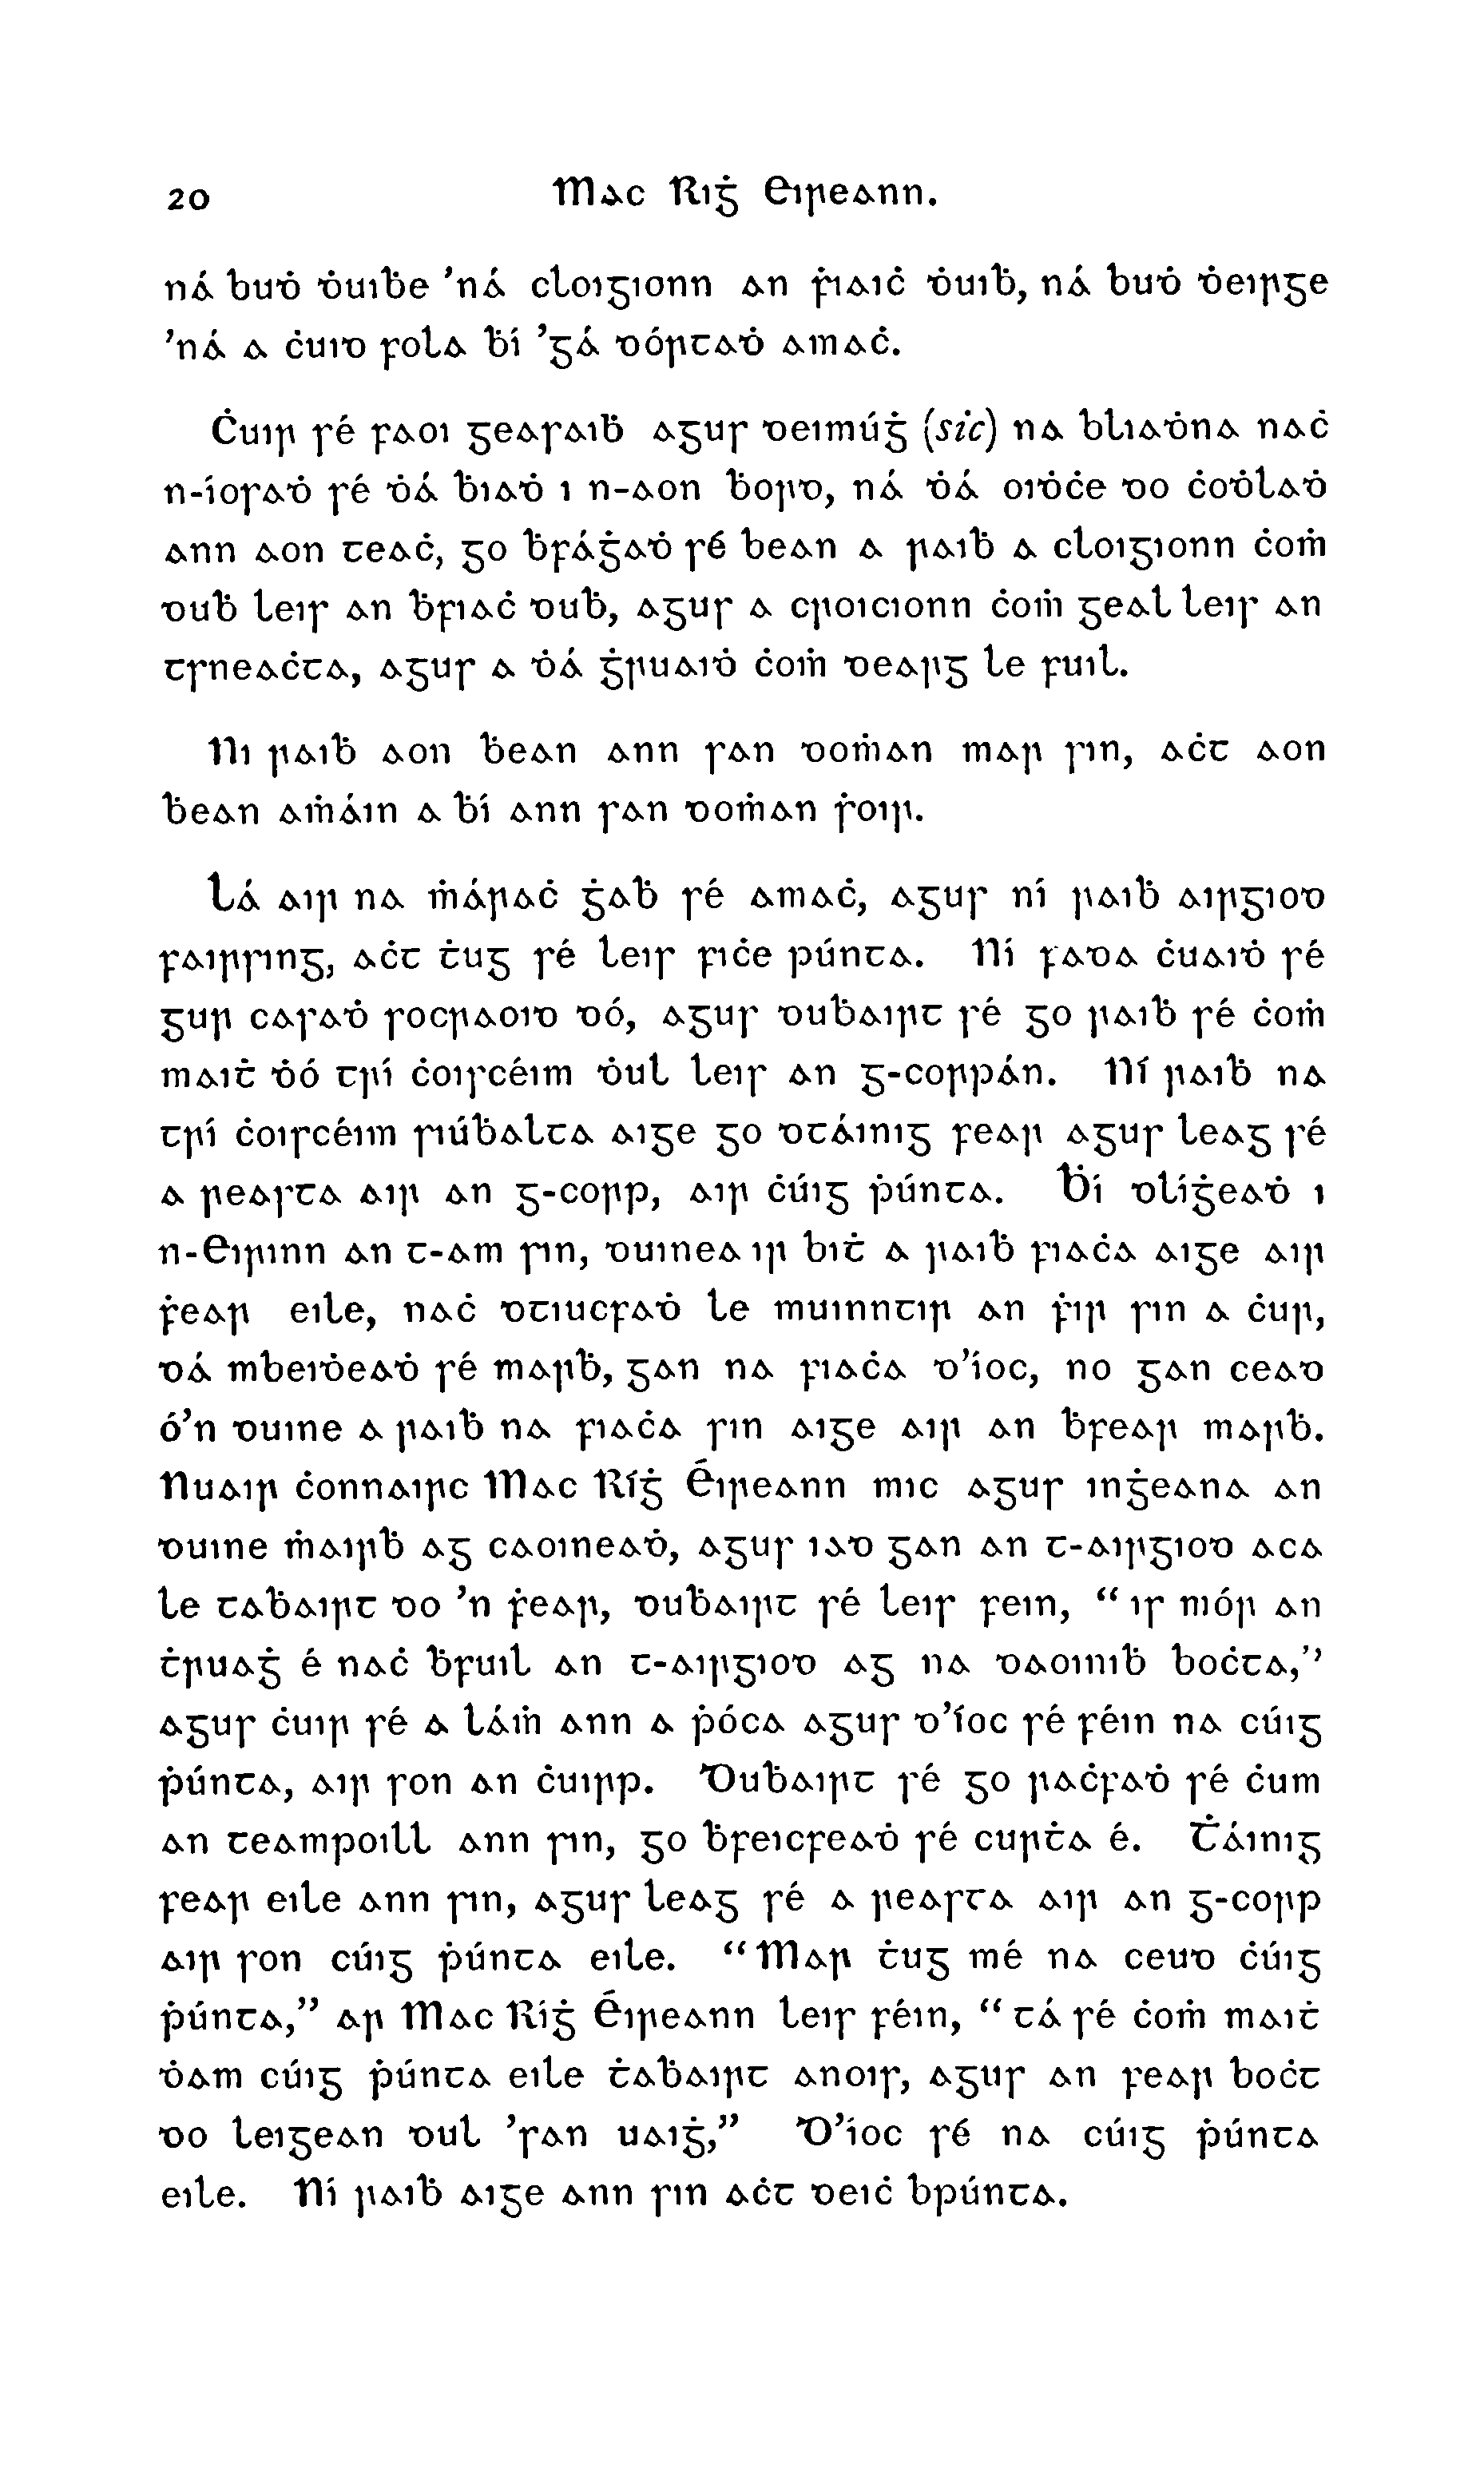 20 Mac Riġ Eireann.
ná buḋ ḋuiḃe 'ná cloigionn an ḟiaiċ ḋuiḃ, ná buḋ ḋeirge
'ná a ċuid fola ḃí 'gá dórtaḋ amaċ.
Ċuir sé faoi geasaiḃ agus deimúġ (sic) na bliaḋna naċ
n-íosaḋ sé ḋá ḃiaḋ i n-aon ḃord, ná ḋá oiḋċe do ċoḋlaḋ
ann aon teaċ, go ḃfáġaḋ sé bean a raiḃ a cloigionn ċoṁ
duḃ leis an ḃfiaċ duḃ, agus a croicionn ċoṁ geal leis an
tsneaċta, agus a ḋá ġruaiḋ ċoṁ dearg le fuil.
Ni raiḃ aon ḃean ann san doṁan mar sin, aċt aon
ḃean aṁáin a ḃí ann san doṁan ṡoir.
Lá air na ṁáraċ ġaḃ sé amaċ, agus ní raiḃ airgiod
fairsing, aċt ṫug sé leis fiċe púnta. Ní fada ċuaiḋ sé
gur casaḋ socraoid dó, agus duḃairt sé go raiḃ sé ċoṁ
maiṫ ḋó trí ċoiscéim ḋul leis an g-corpán. Ní raiḃ na
trí ċoiscéim siúḃalta aige go dtáinig fear agus leag sé
a reasta air an g-corp, air ċúig ṗúnta. Ḃí dlíġeaḋ i
n-Eirinn an t-am sin, duinea ir biṫ a raiḃ fiaċa aige air
ḟear eile, naċ dtiucfaḋ le muinntir an ḟir sin a ċur,
dá mbeiḋeaḋ sé marḃ, gan na fiaċa d'íoc, no gan cead
ó'n duine a raiḃ na fiaċa sin aige air an ḃfear marḃ.
Nuair ċonnairc Mac Ríġ Éireann mic agus inġeana an
duine ṁairḃ ag caoineaḋ, agus iad gan an t-airgiod aca
le taḃairt do 'n ḟear, duḃairt sé leis fein, “ is mór an
ṫruaġ é naċ ḃfuil an t-airgiod ag na daoiniḃ boċta,”
agus ċuir sé a láṁ ann a ṗóca agus d'íoc sé féin na cúig
ṗúnta, air son an ċuirp. Duḃairt sé go raċfaḋ sé ċum
an teampoill ann sin, go ḃfeicfeaḋ sé curṫa é. Ṫáinig
fear eile ann sin, agus leag sé a reasta air an g-corp
air son cúig ṗúnta eile. “Mar ṫug mé na ceud ċúig
ṗúnta,” ar Mac Ríġ Éireann leis féin, “ tá sé ċoṁ maiṫ
ḋam cúig ṗúnta eile ṫaḃairt anois, agus an fear boċt
do leigean dul 'san uaiġ,” D'íoc sé na cúig ṗúnta
eile. Ní raiḃ aige ann sin aċt deiċ bpúnta.